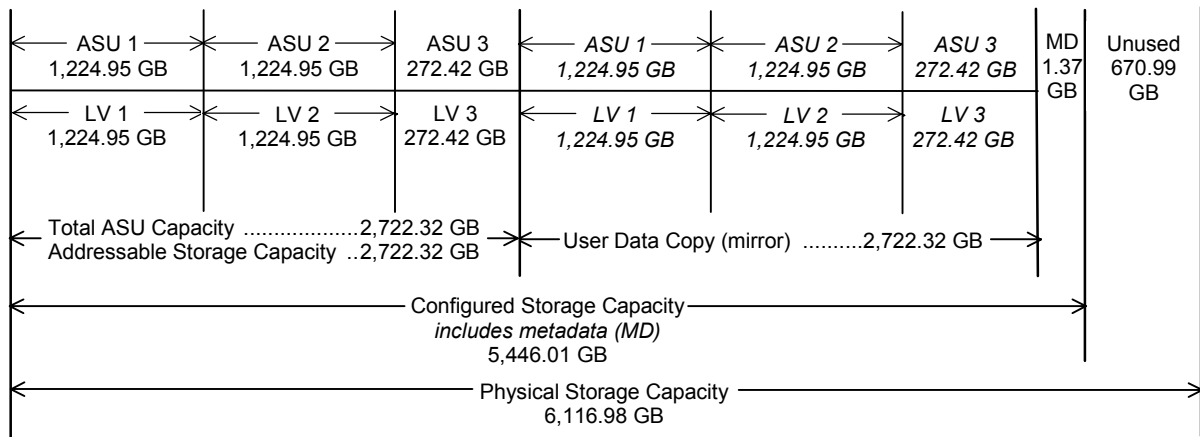 ASU 1 ASU 2 ASU 3 ASU 1 ASU 2 ASU 3 MD Unused
1,224.95 GB 1,224.95 GB 272.42 GB 1,224.95 GB 1,224.95 GB 272.42 GB 1.37 670.99
GB GB
LV 1 LV 2 LV 3 LV 1 LV 2 LV 3
1,224.95 GB 1,224.95 GB 272.42 GB 1,224.95 GB 1,224.95 GB 272.42 GB
Total ASU Capacity ...................2,722.32 GB
Addressable Storage Capacity ..2,722.32 GB
User Data Copy (mirror) ..........2,722.32 GB
Configured Storage Capacity
includes metadata (MD)
5,446.01 GB
Physical Storage Capacity
6,116.98 GB